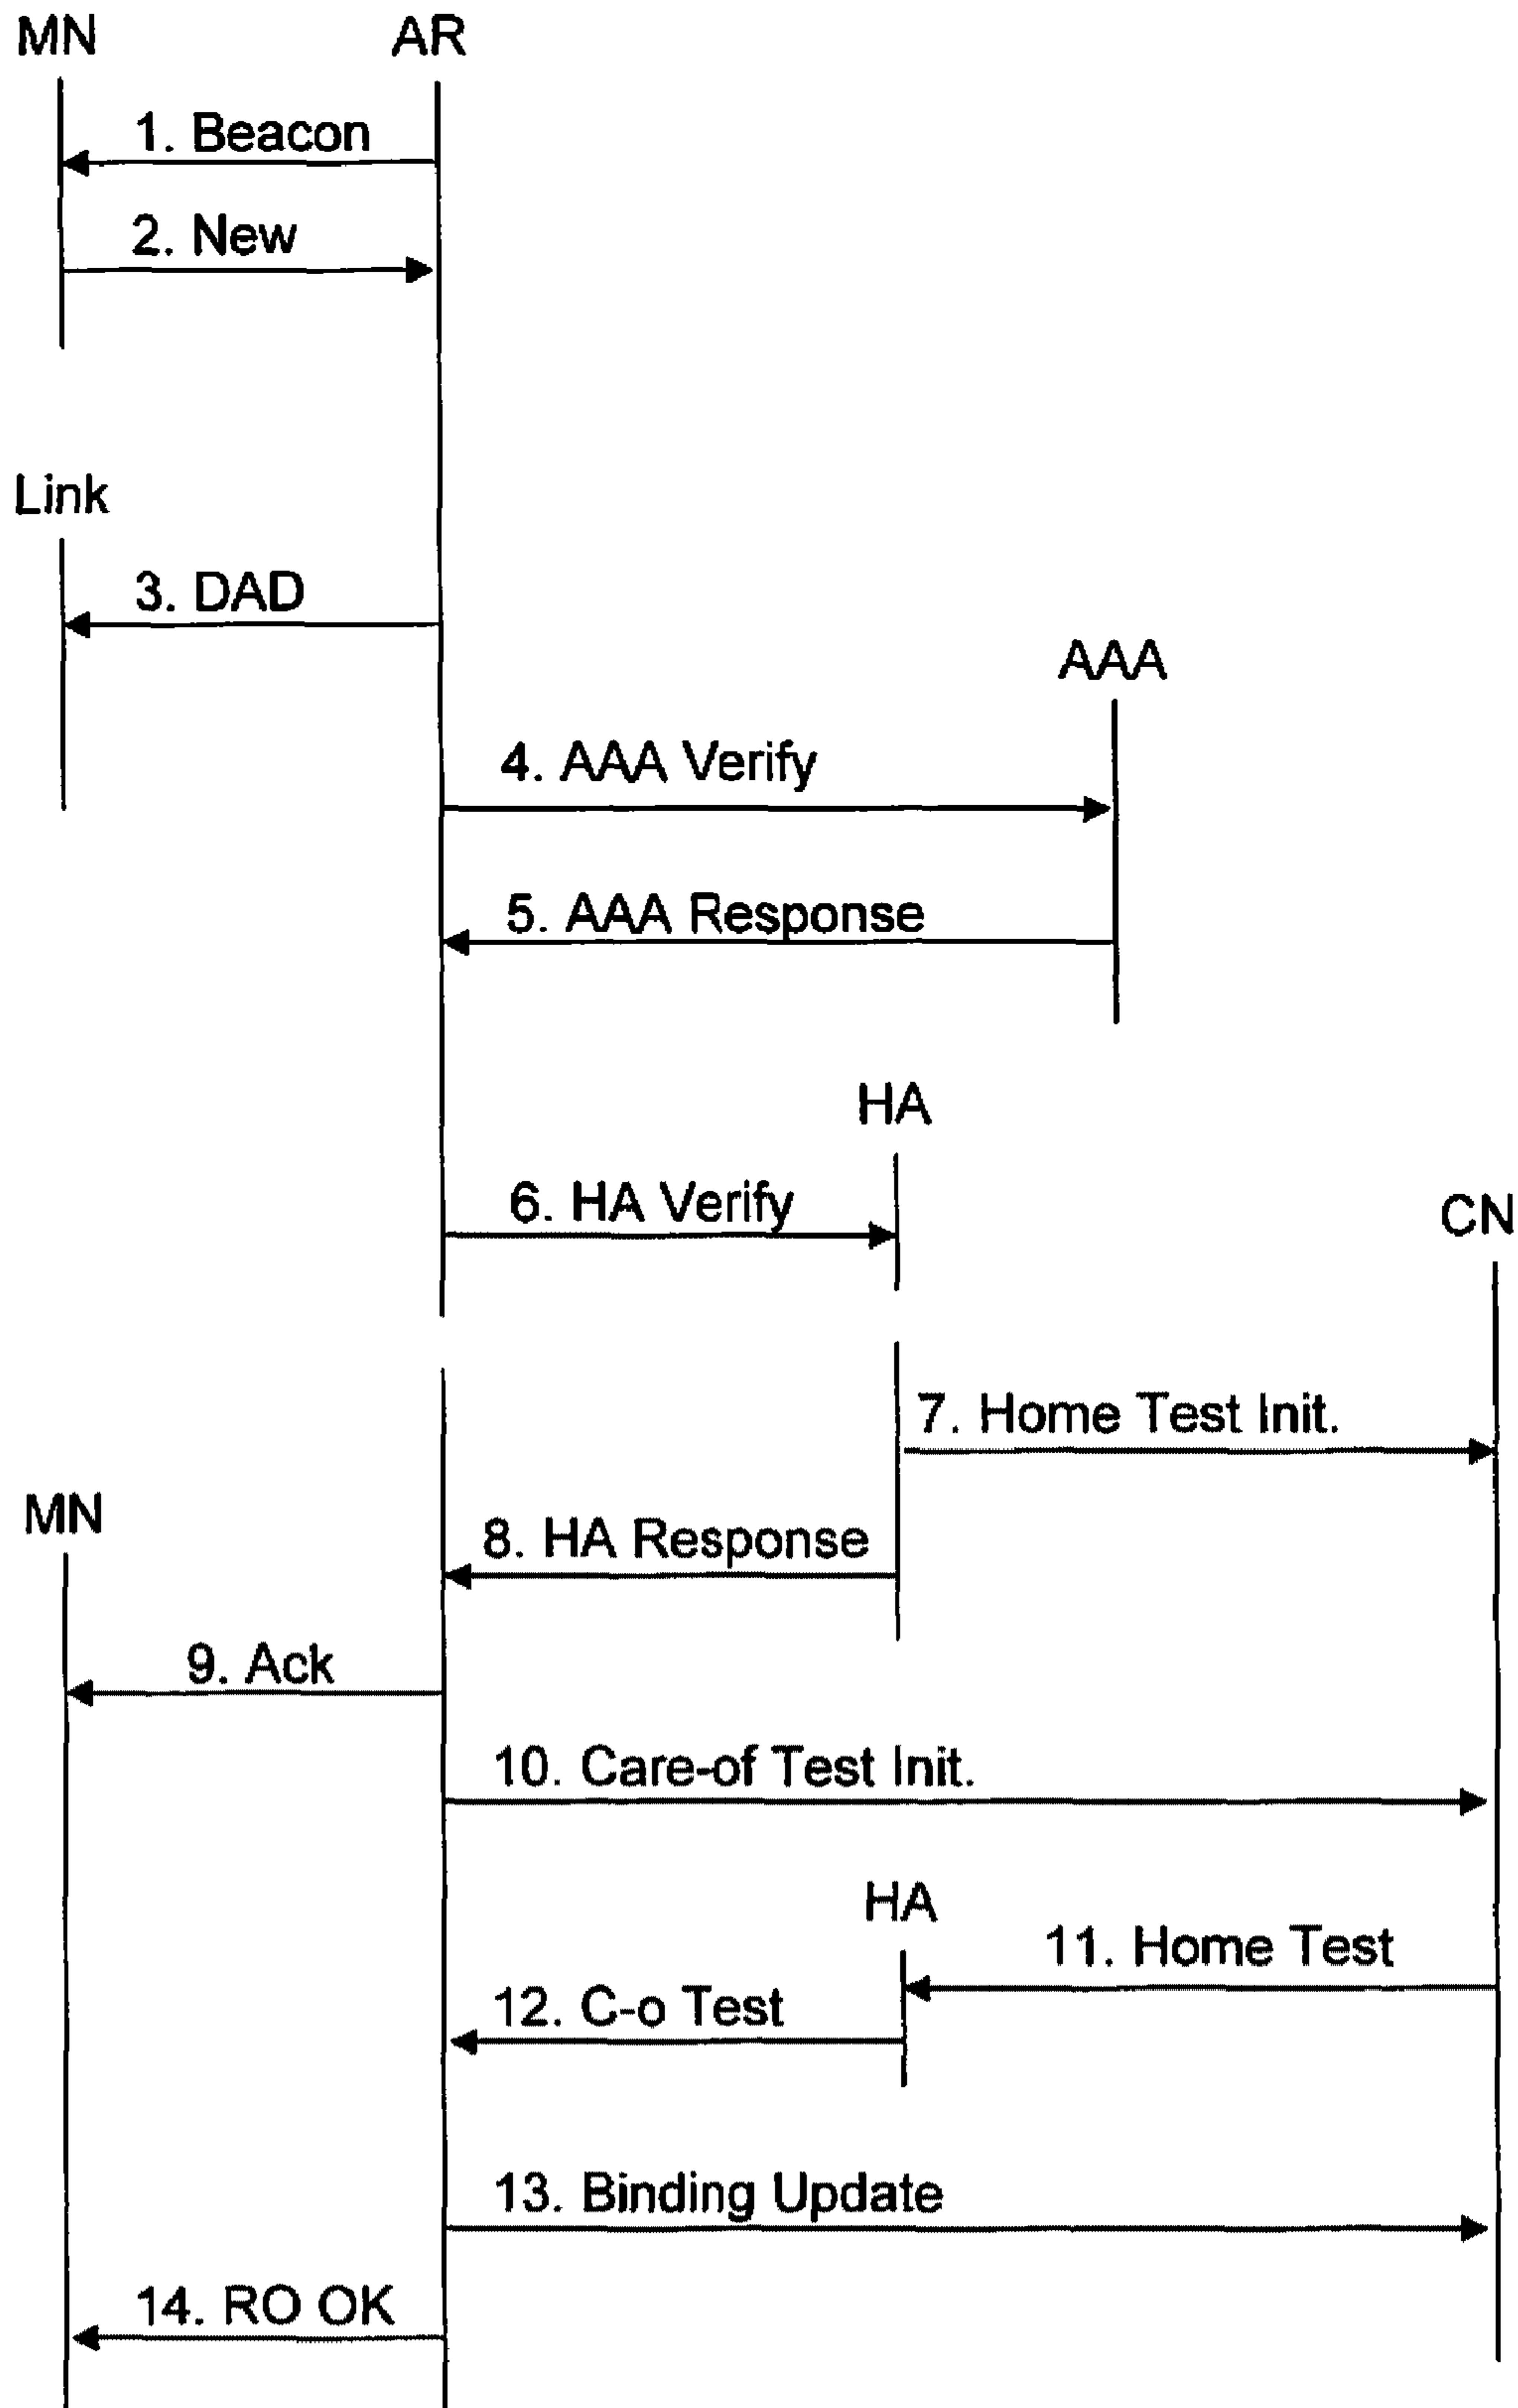 MN
AR
1. Beacon
2. New
Link
3. DAD
AAA
4. AAA Verify
5. AAA Response
HA
6. HA Verify
CN
7. Home Test Init.
MN
8. HA Response
9. Ack
10. Care-of Test Init.
HA
11. Home Test
12. C-o Test
13. Binding Update
14. RO OK